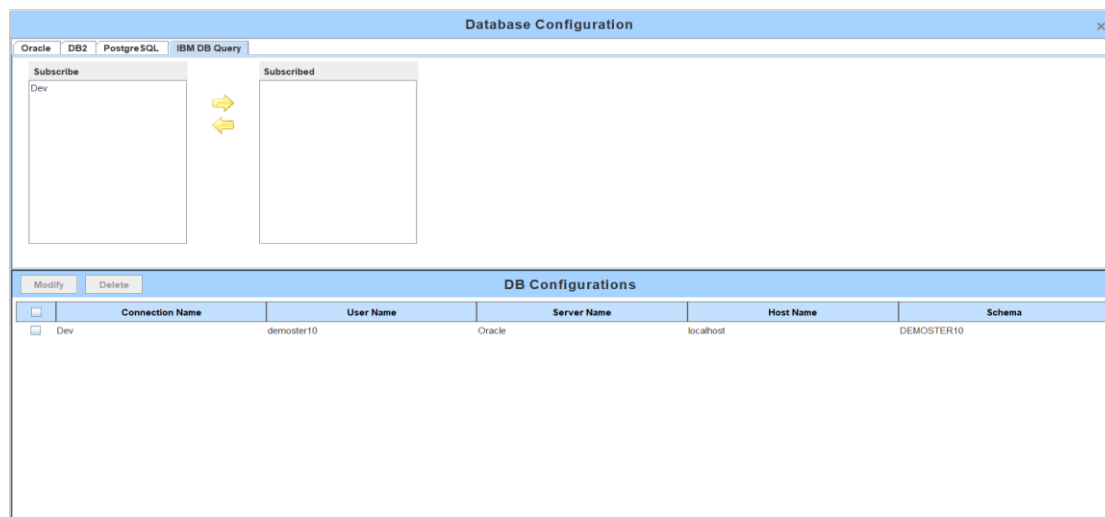 Database Configuration ×
Oracle DB2 PostgreSQL IBM DB Query
Subscribe Subscribed
Dev
Modify Delete DB Configurations
Connection Name User Name Server Name Host Name Schema
Dev demoster10 Oracle localhost DEMOSTER10